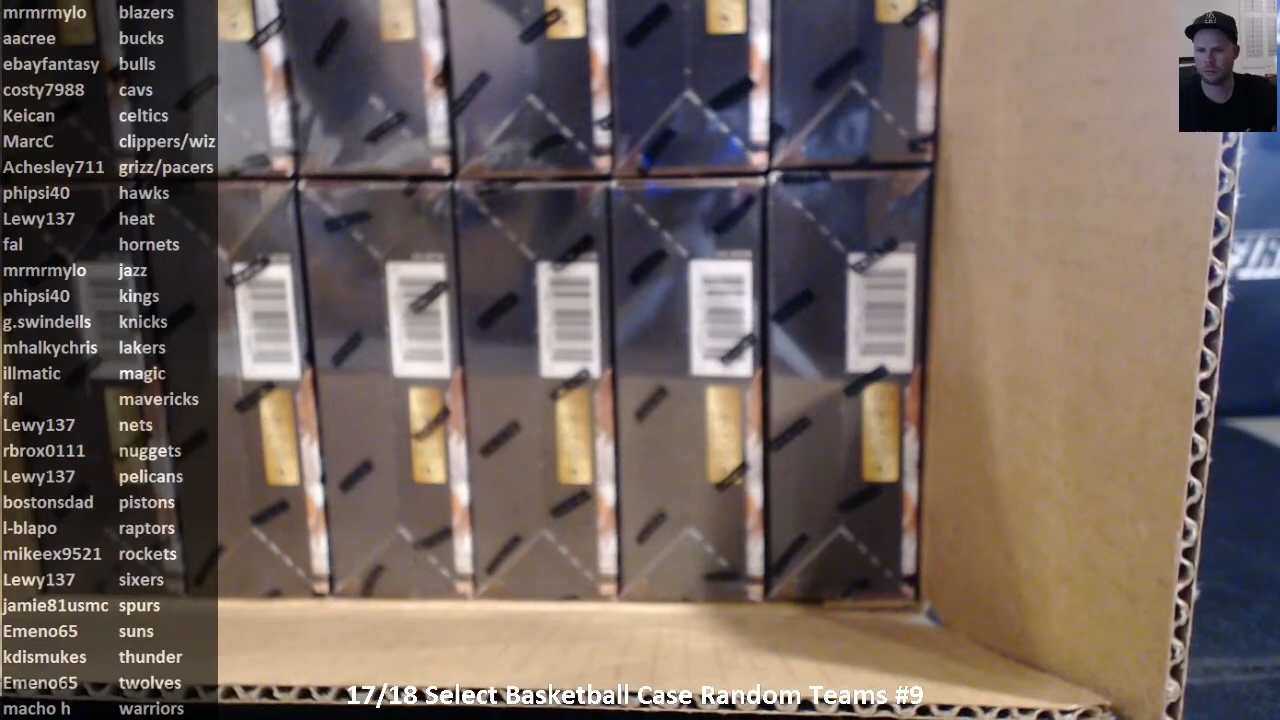 mrmrmylo blazers
aacree bucks
ebayfantasy bulls
costy7988 cavs
Keican celtics
MarcC clippers/wiz
Achesley711 grizz/pacers
phipsi40 hawks
Lewy137 heat
fal hornets
mrmrmylo jazz
phipsi40 kings
g.swindells knicks
mhalkychris lakers
illmatic magic
fal mavericks
Lewy137 nets
rbrox0111 nuggets
Lewy137 pelicans
bostonsdad pistons
l-blapo raptors
mikeex9521 rockets
Lewy137 sixers
jamie81usmc spurs
Emeno65 suns
kdismukes thunder
Emeno65 twolves
macho h warriors
17/18 Select Basketball Case Random Teams #9